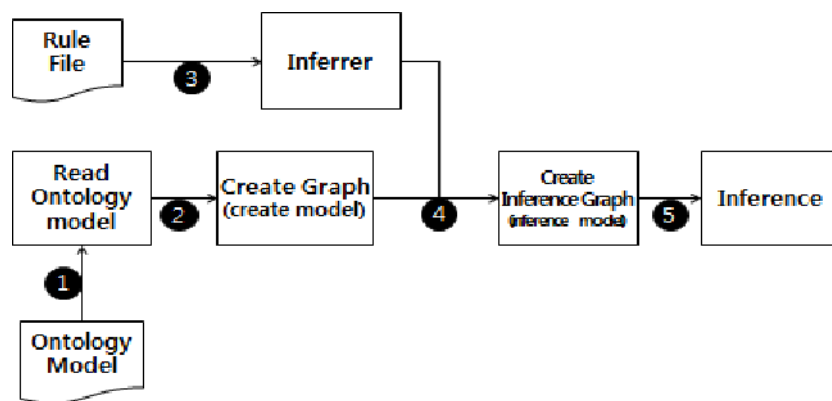 Rule
File
3
Inferrer
Read
Ontology
model
2
Create Graph
(create model)
4
Create
Inference Graph
(inference model)
5
Inference
1
Ontology
Model